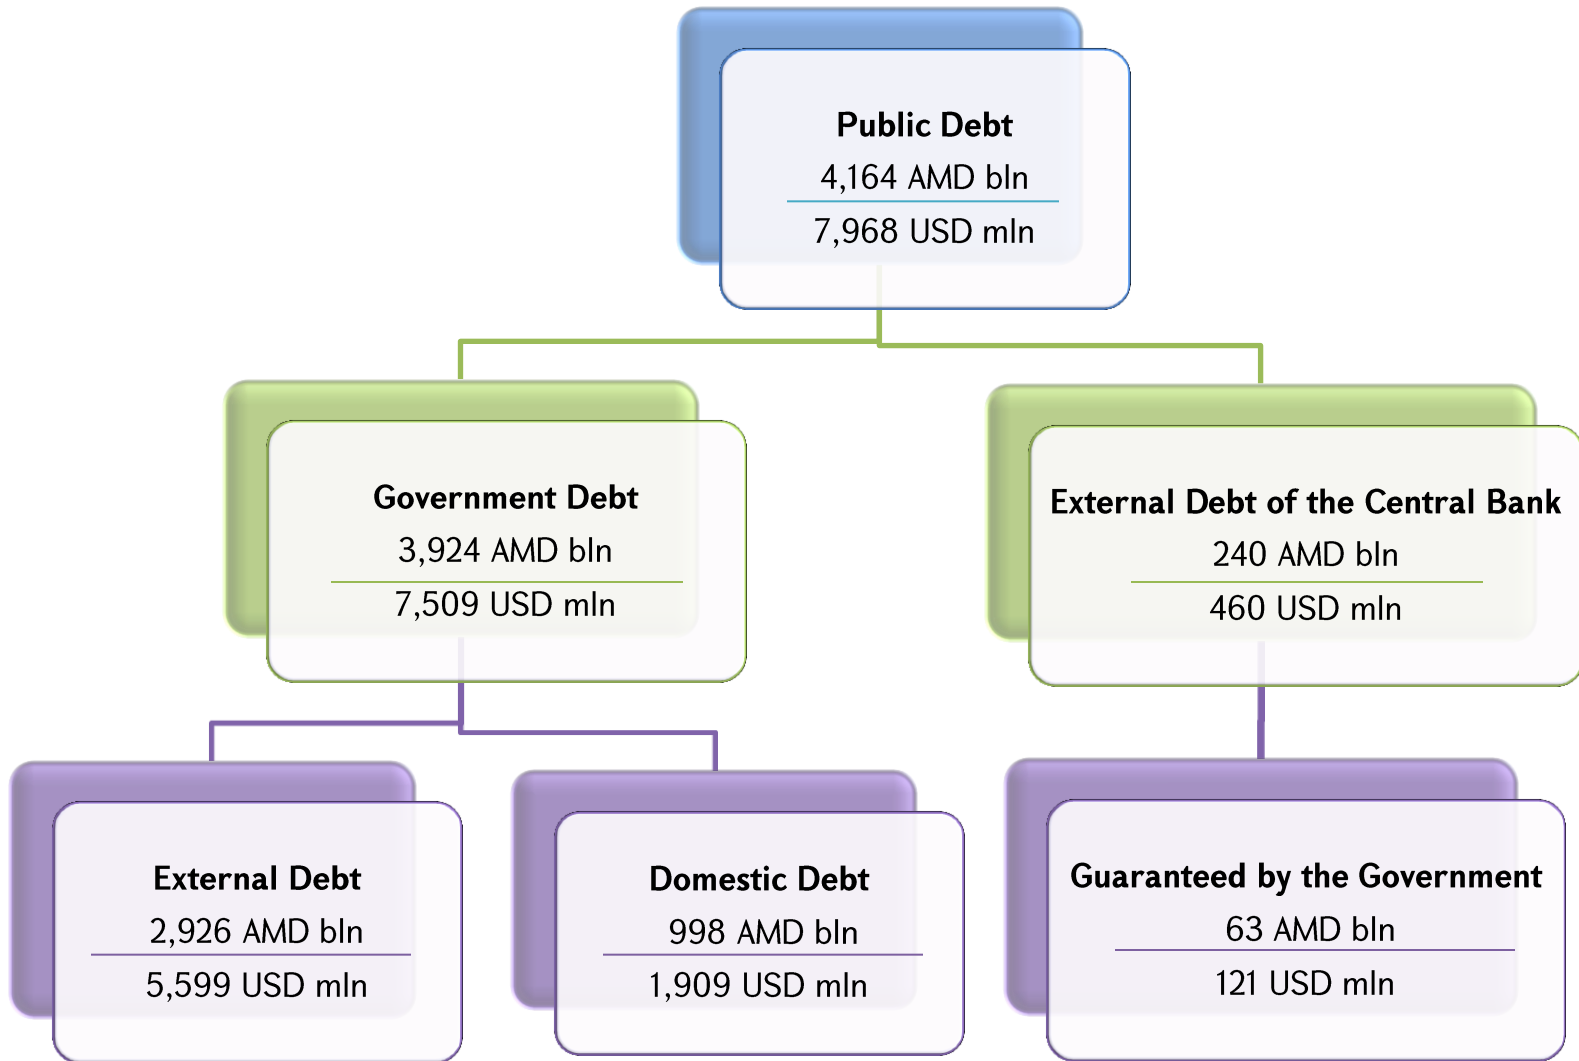 Public Debt
4,164 AMD bln
7,968 USD mln
Government Debt
3,924 AMD bln
7,509 USD mln
External Debt of the Central Bank
240 AMD bln
460 USD mln
External Debt
2,926 AMD bln
5,599 USD mln
Domestic Debt
998 AMD bln
1,909 USD mln
Guaranteed by the Government
63 AMD bln
121 USD mln